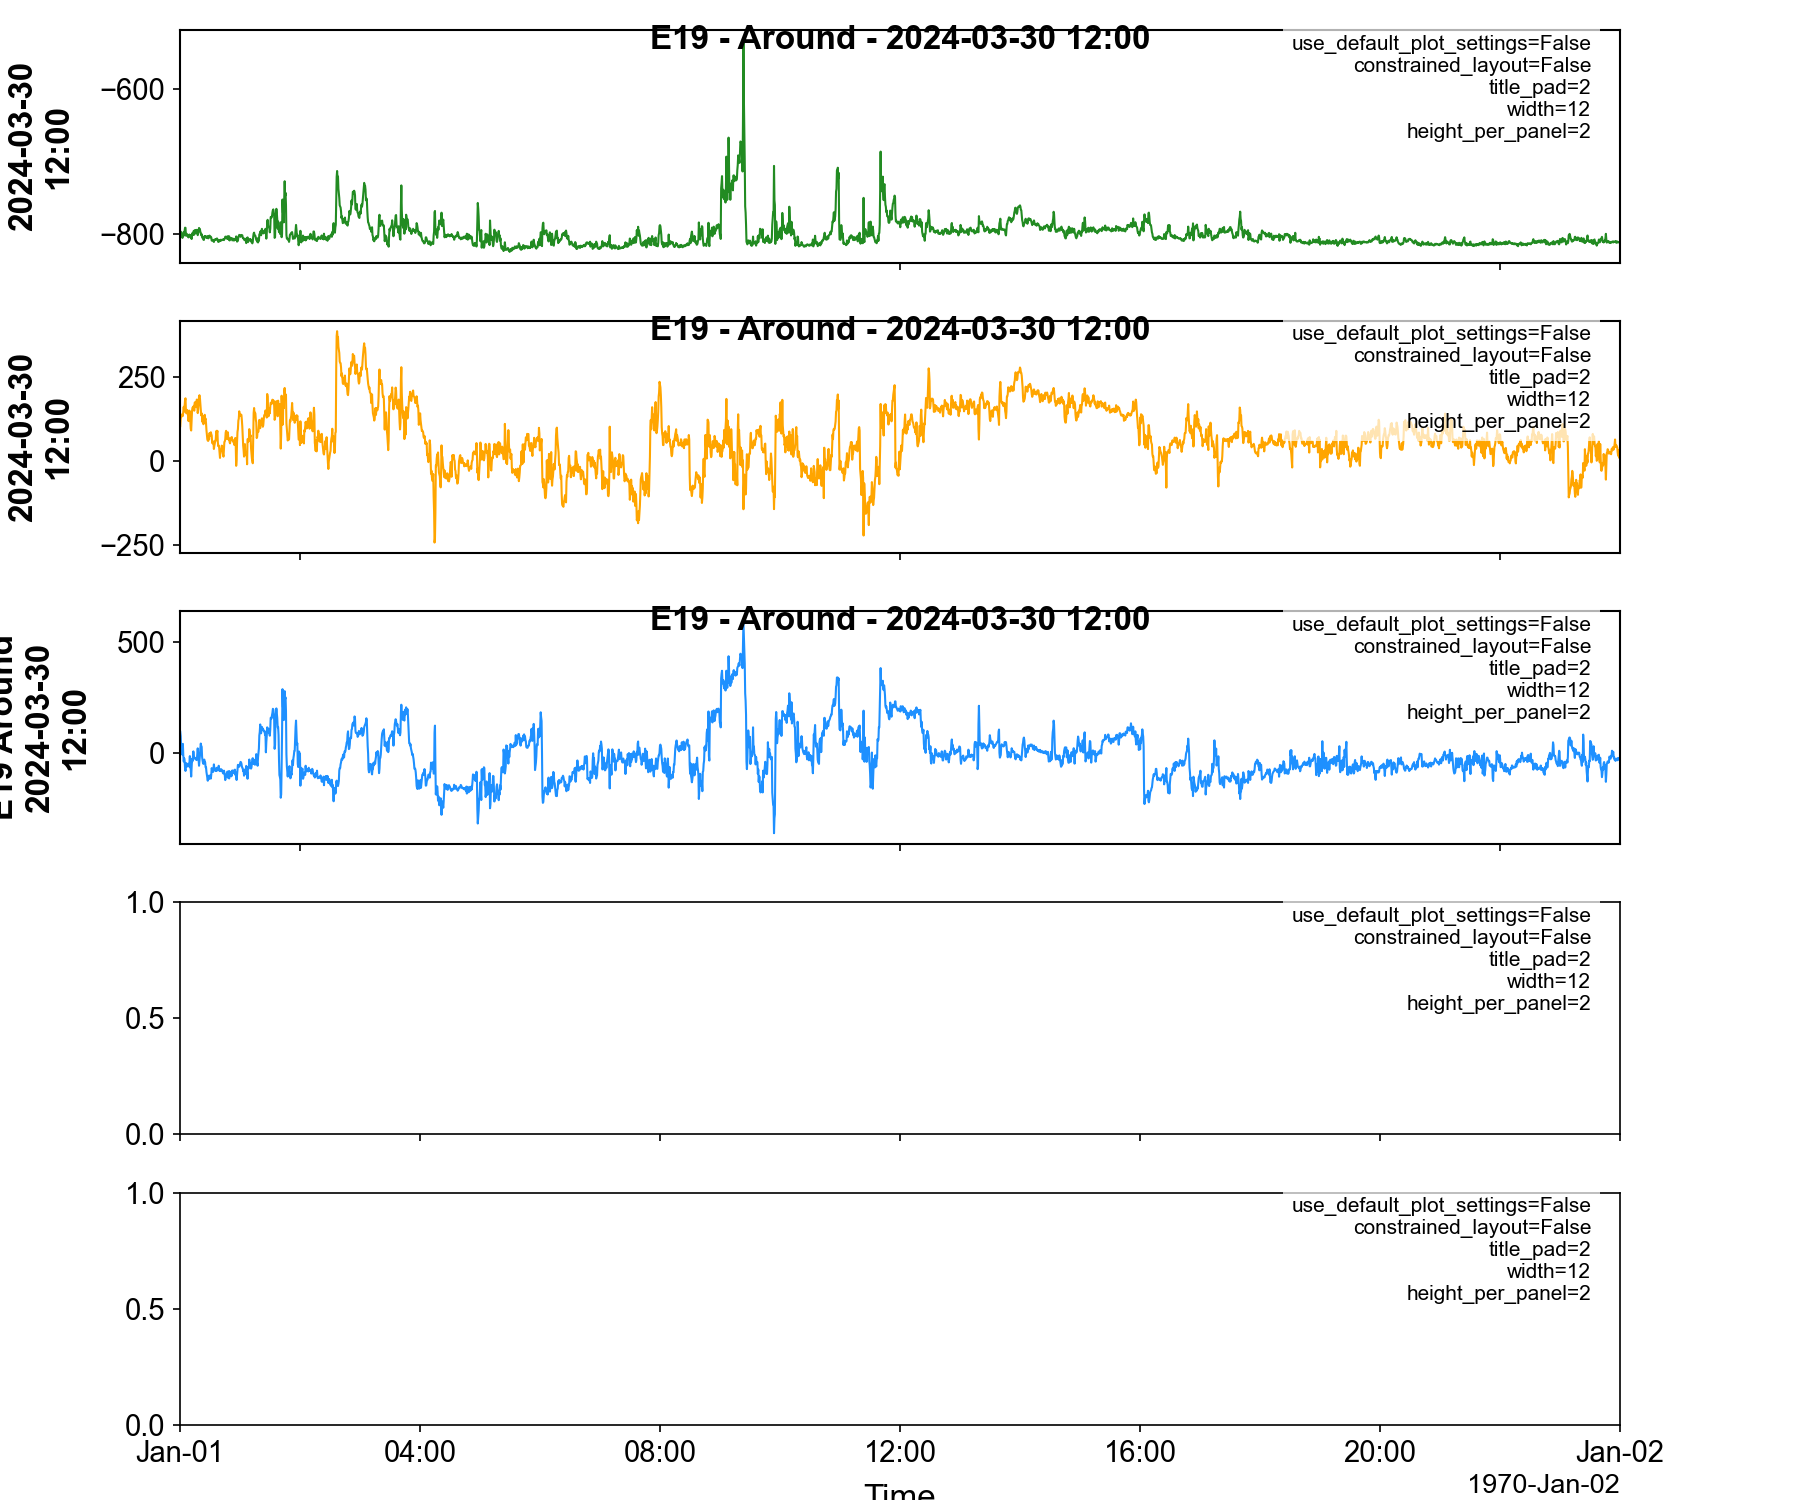 E19 - Around - 2024-03-30 12:00
2024-03-30
12:00
−600
−800
use_default_plot_settings=False
constrained_layout=False
title_pad=2
width=12
height_per_panel=2
E19 - Around - 2024-03-30 12:00
2024-03-30
12:00
250
0
−250
use_default_plot_settings=False
constrained_layout=False
title_pad=2
width=12
height_per_panel=2
E19 - Around - 2024-03-30 12:00
E19 Around
2024-03-30
12:00
500
0
use_default_plot_settings=False
constrained_layout=False
title_pad=2
width=12
height_per_panel=2
1.0
0.5
0.0
use_default_plot_settings=False
constrained_layout=False
title_pad=2
width=12
height_per_panel=2
1.0
0.5
0.0
use_default_plot_settings=False
constrained_layout=False
title_pad=2
width=12
height_per_panel=2
Jan-01 04:00 08:00 12:00 16:00 20:00 Jan-02
1970-Jan-02
Time